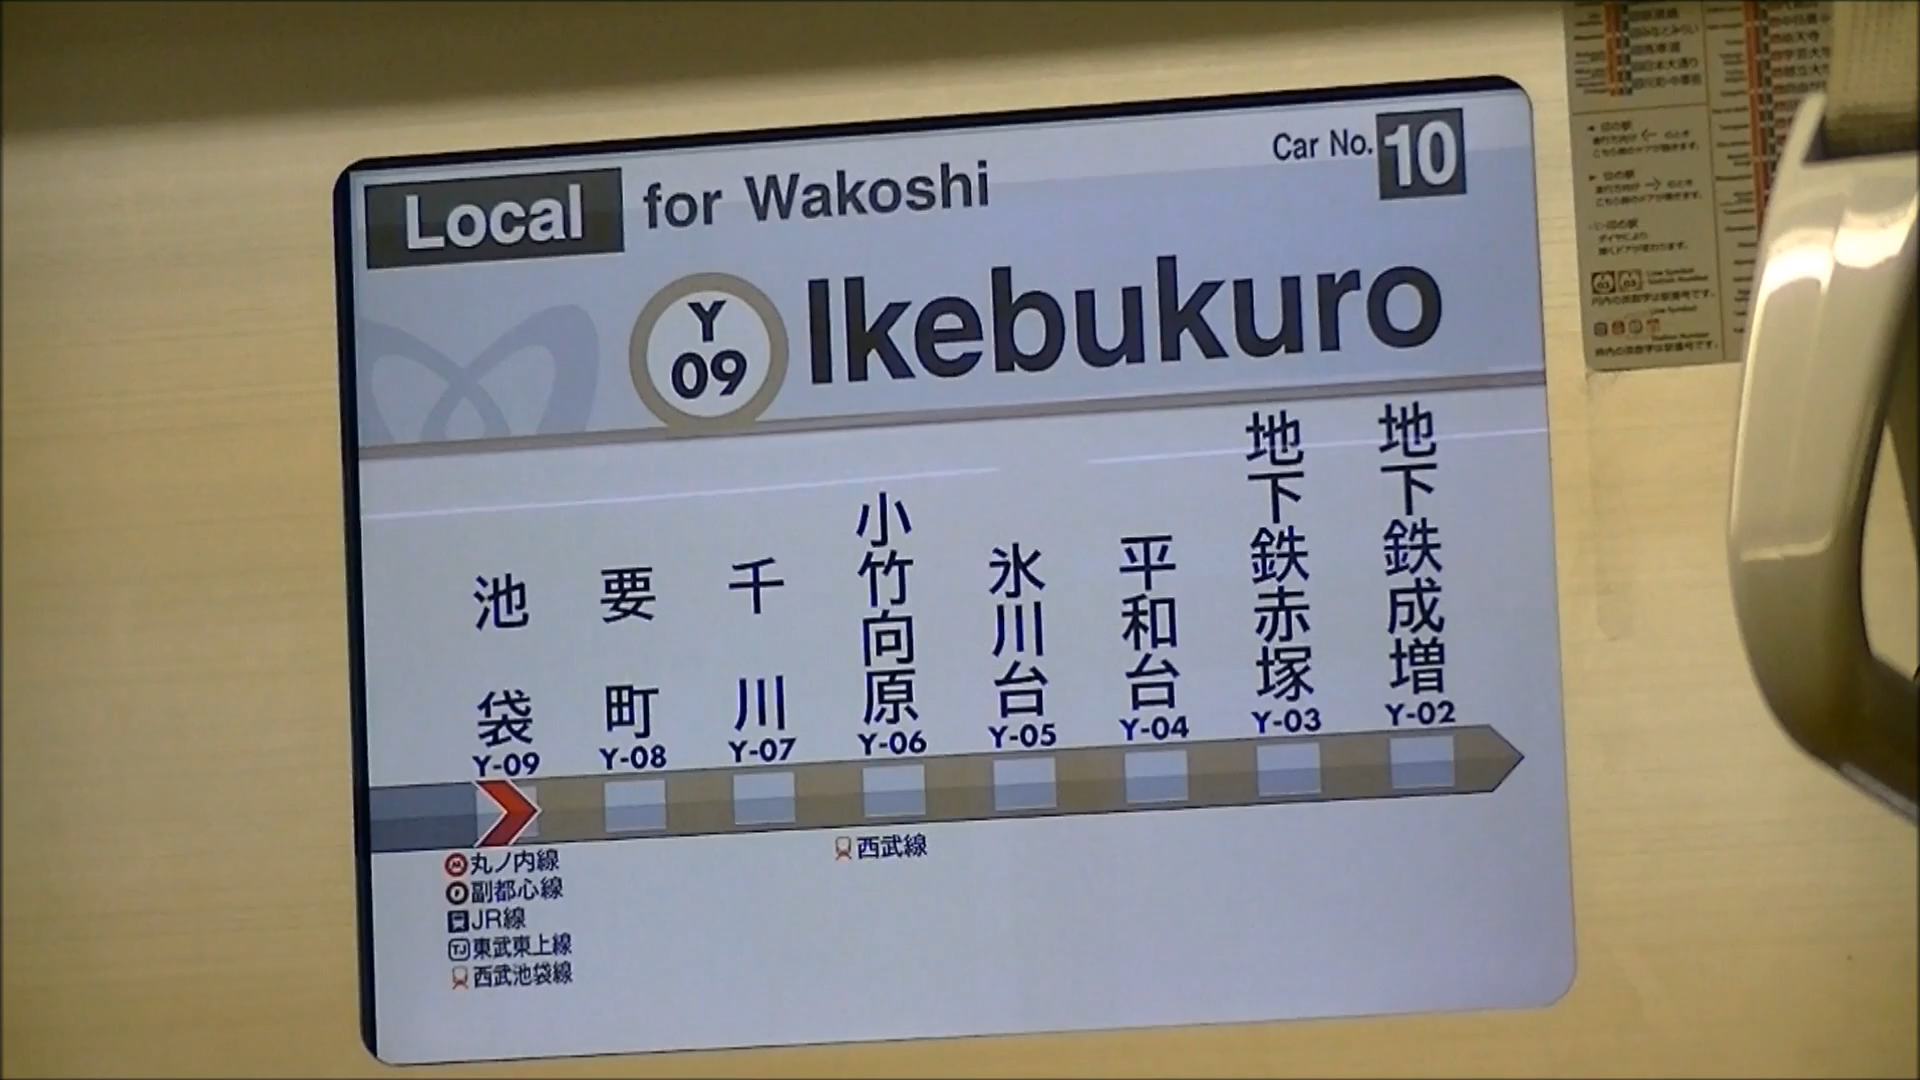 Local for Wakoshi
Car No. 10
Y
09
Ikebukuro
池袋
Y-09
要町
Y-08
千川
Y-07
小竹向原
Y-06
氷川台
Y-05
平和台
Y-04
地下鉄赤塚
Y-03
地下鉄成増
Y-02
丸ノ内線
副都心線
JR線
TJ 東武東上線
西武池袋線
西武線